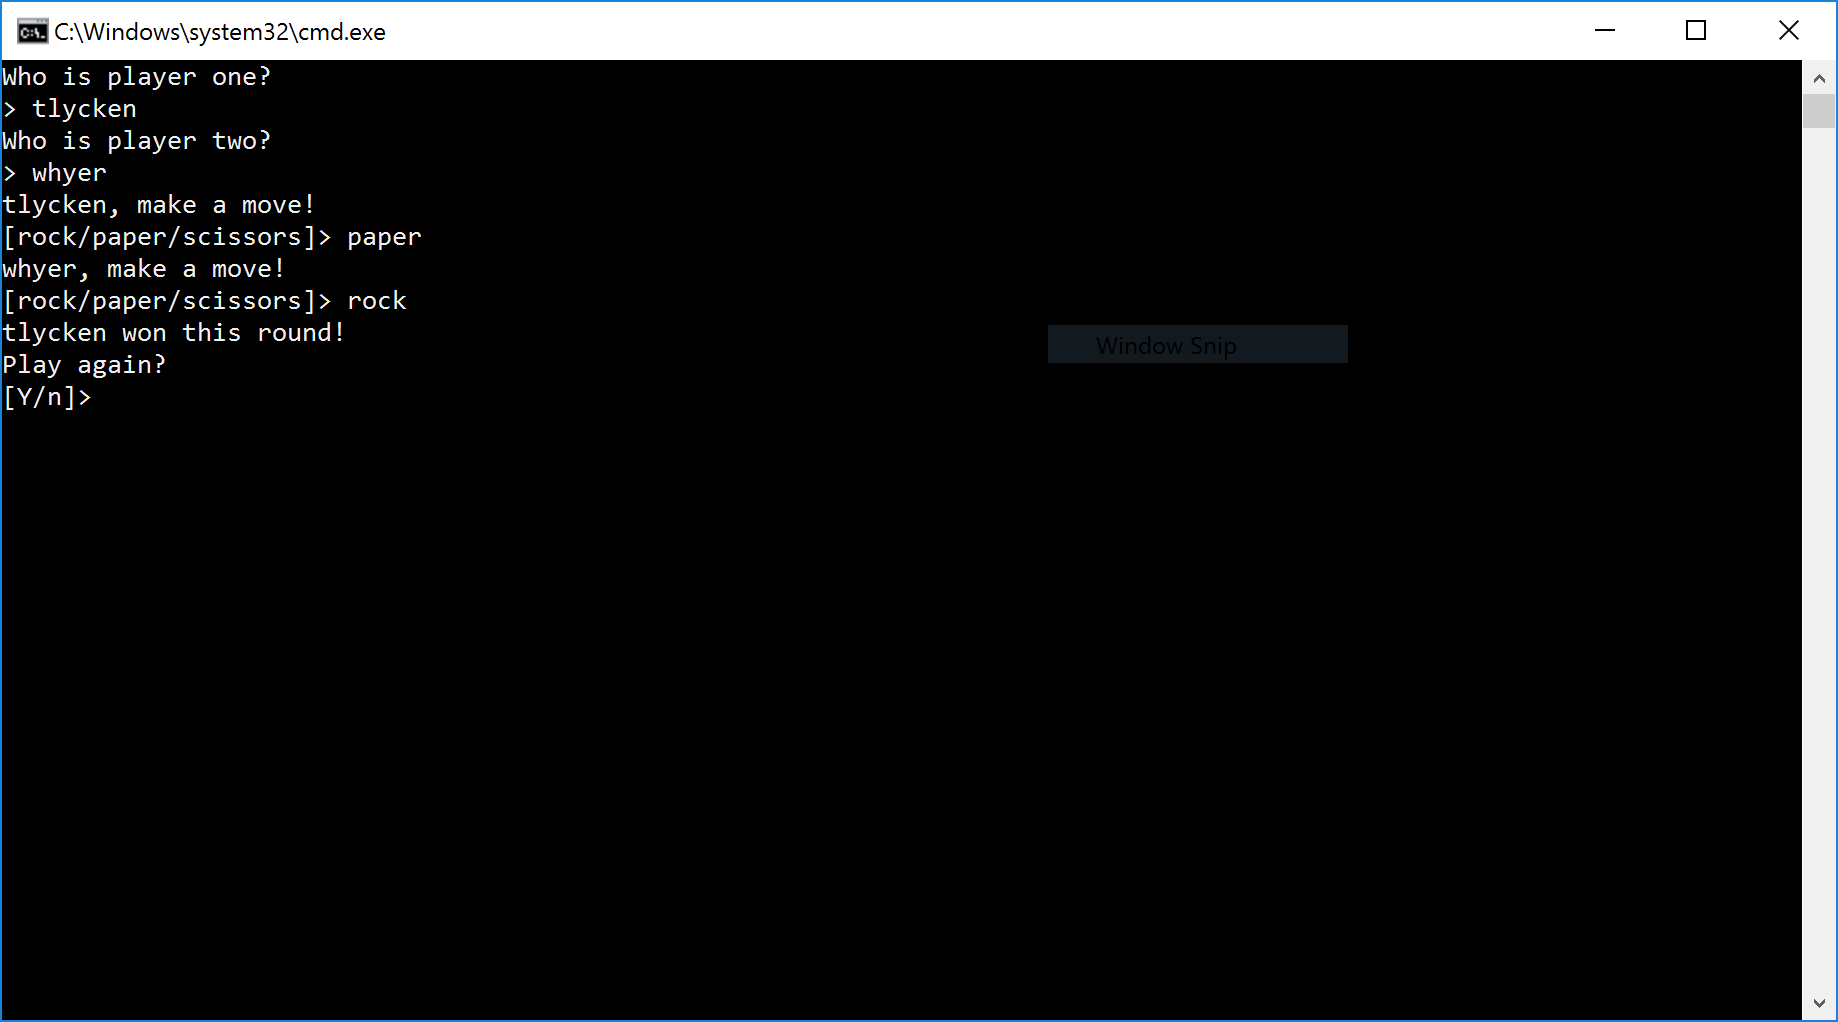 C:\Windows\system32\cmd.exe
Who is player one?
> tlycken
Who is player two?
> whyer
tlycken, make a move!
[rock/paper/scissors]> paper
whyer, make a move!
[rock/paper/scissors]> rock
tlycken won this round!
Window Snip
Play again?
[Y/n]>